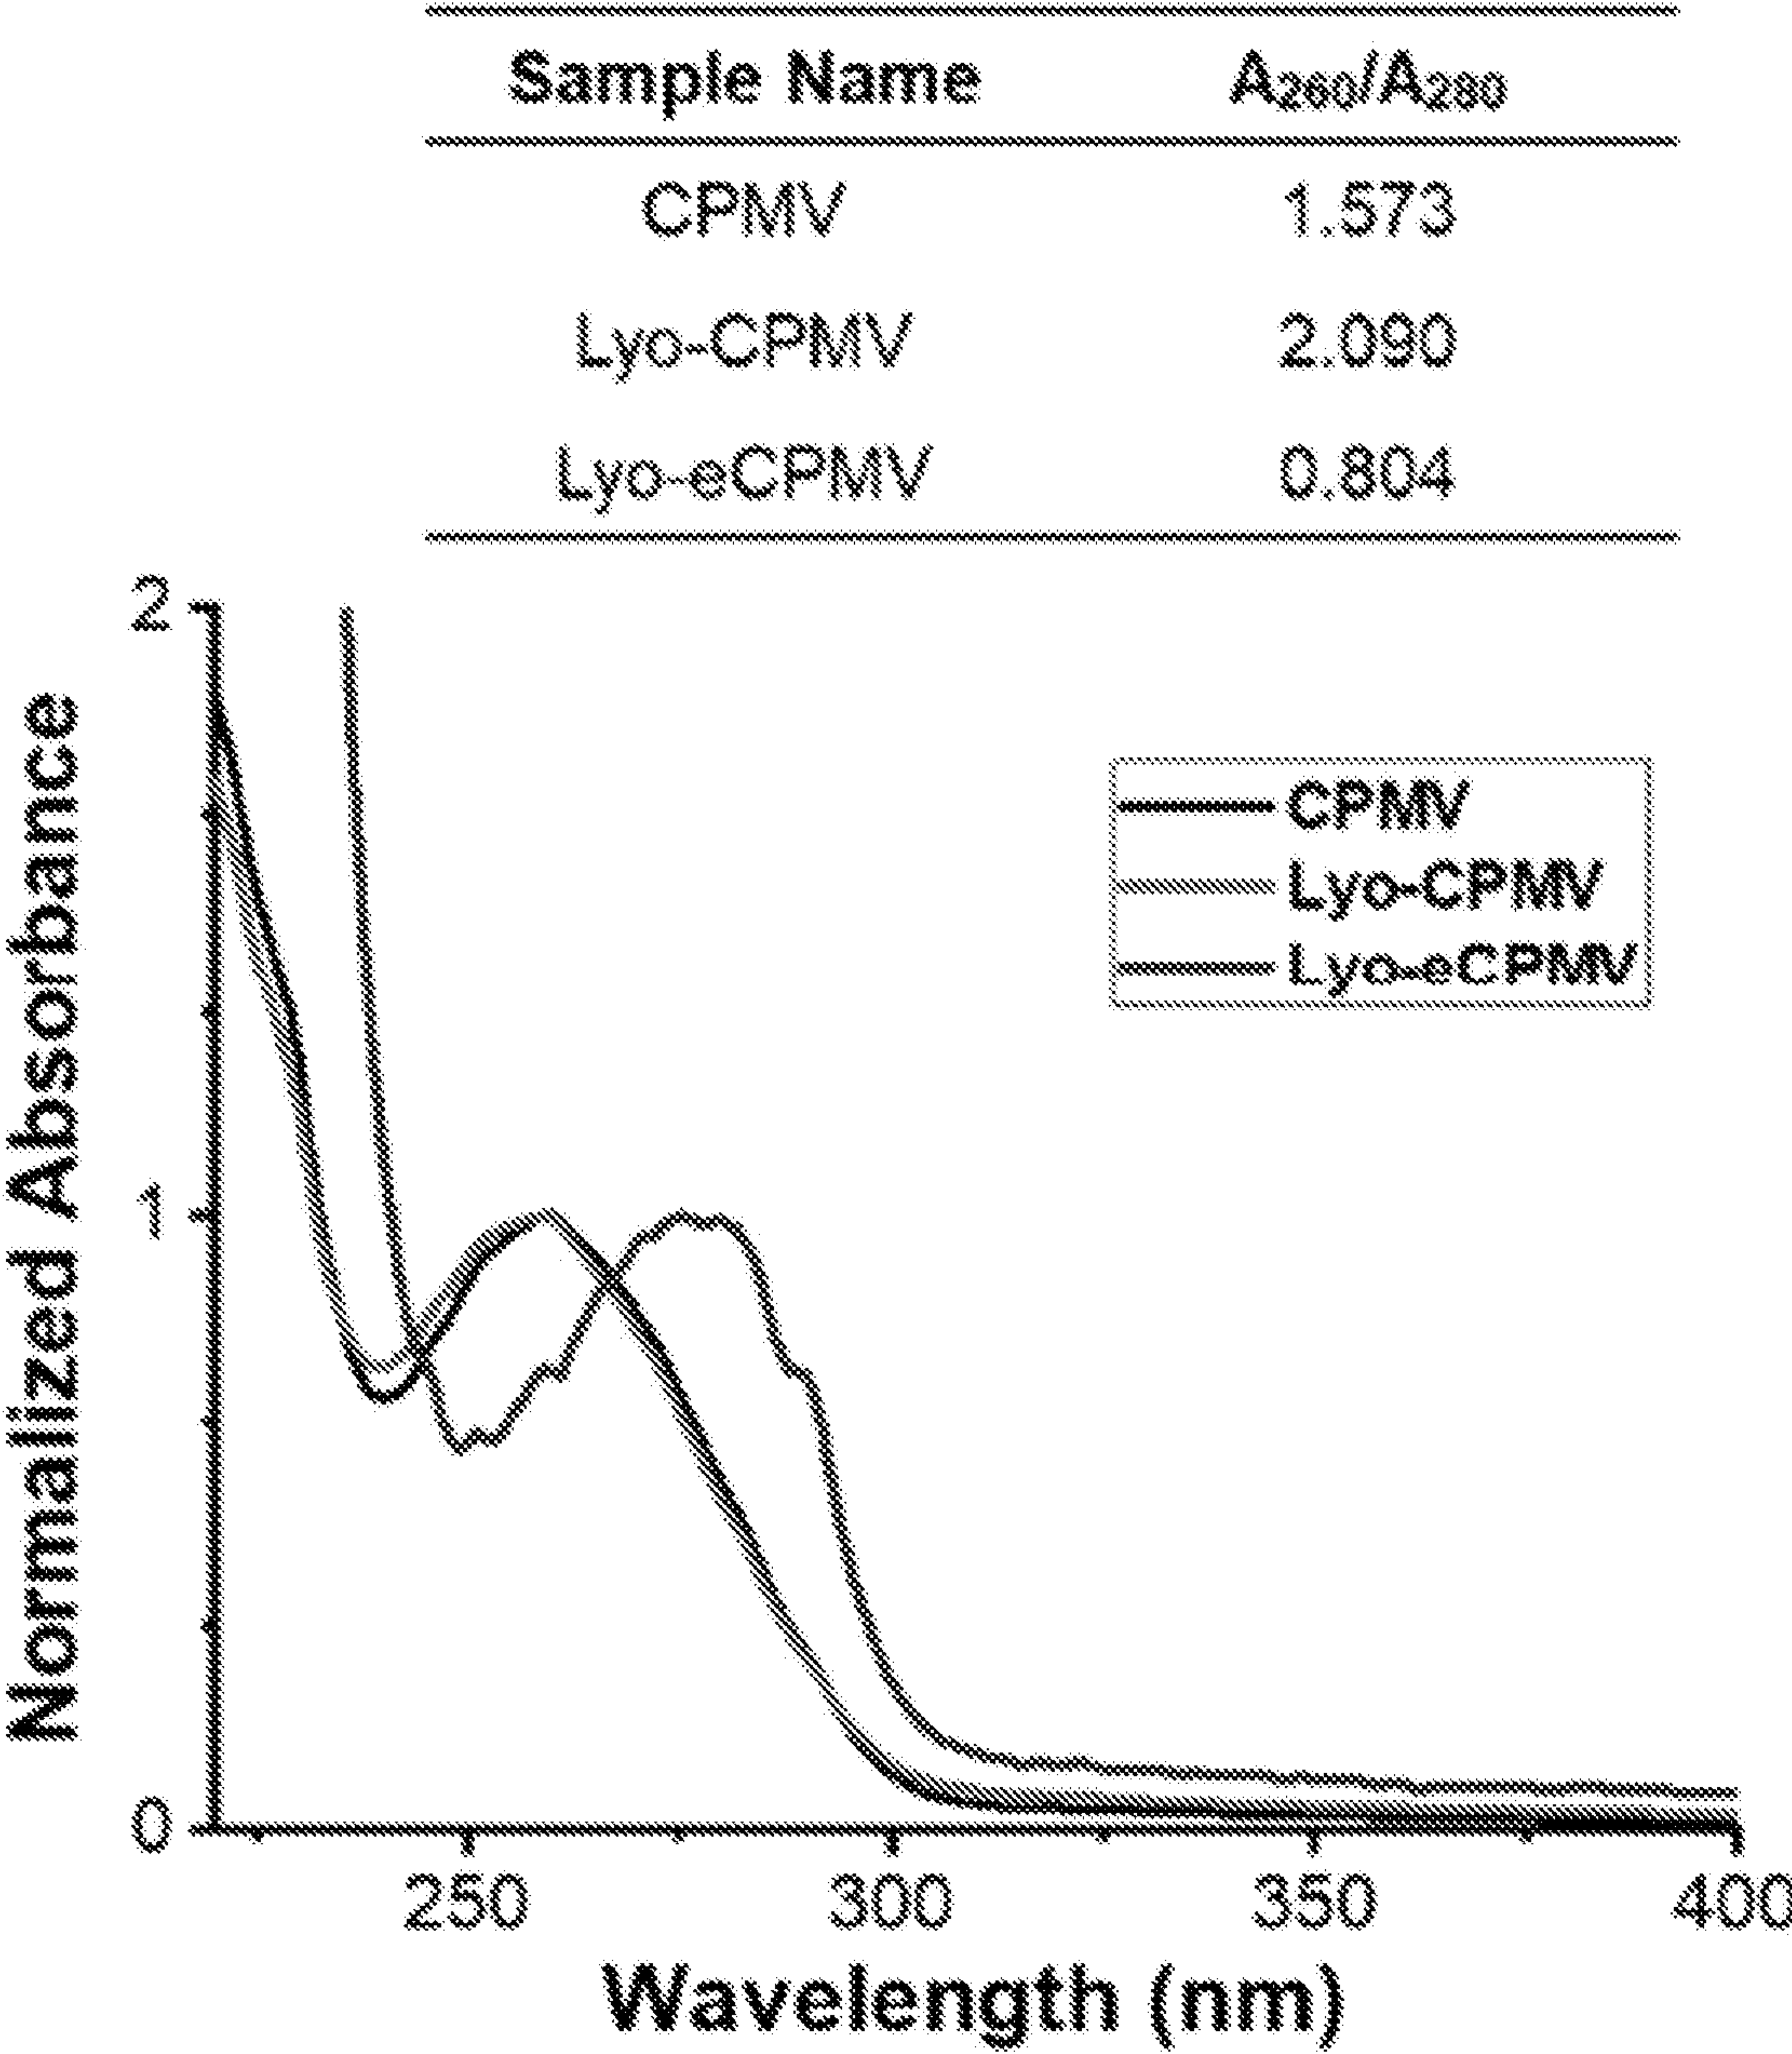 Sample Name A260/A280
CPMV 1.573
Lyo-CPMV 2.090
Lyo-eCPMV 0.804
2
1
0
Normalized Absorbance
CPMV
Lyo-CPMV
Lyo-eCPMV
250 300 350 400
Wavelength (nm)